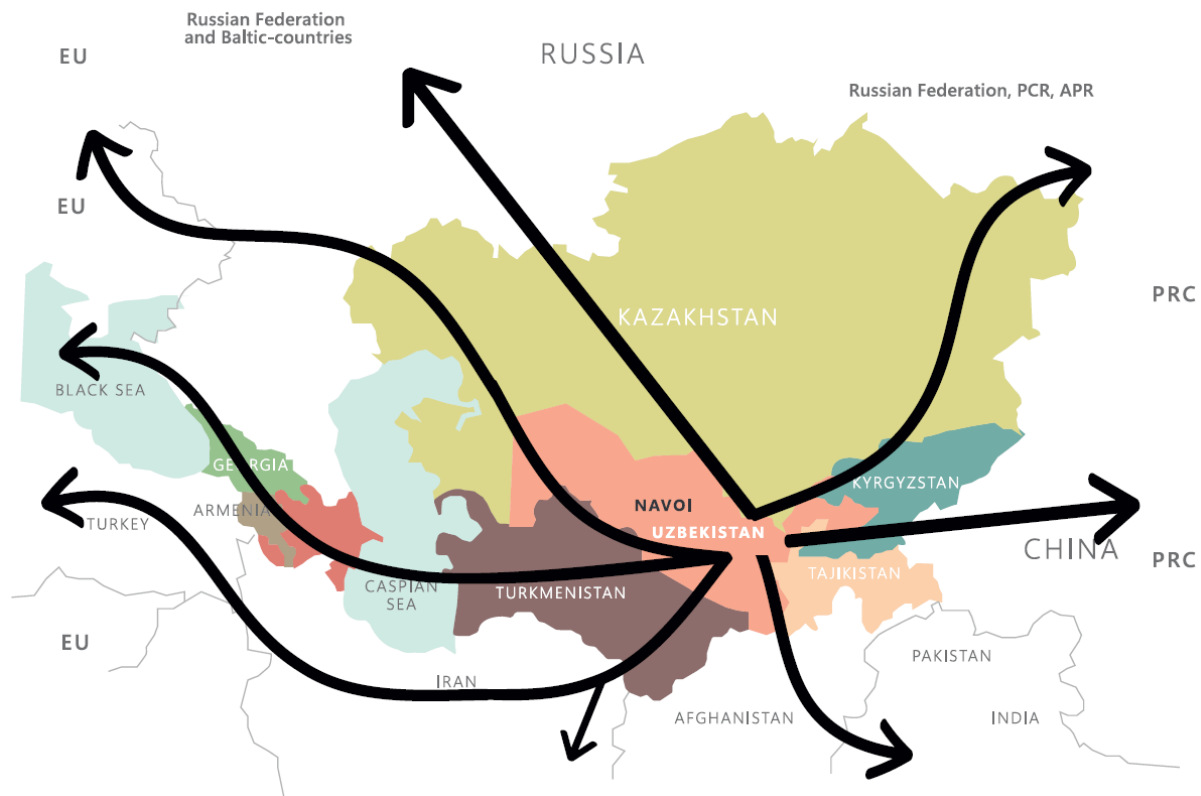 Russian Federation
and Baltic-countries
EU
RUSSIA
Russian Federation, PCR, APR
EU
PRC
KAZAKHSTAN
BLACK SEA
GEORGIA
KYRGYZSTAN
NAVOI
ARMENIA
TURKEY
UZBEKISTAN
CHINA
PRC
TAJIKISTAN
CASPIAN
SEA
TURKMENISTAN
EU
PAKISTAN
IRAN
AFGHANISTAN
INDIA